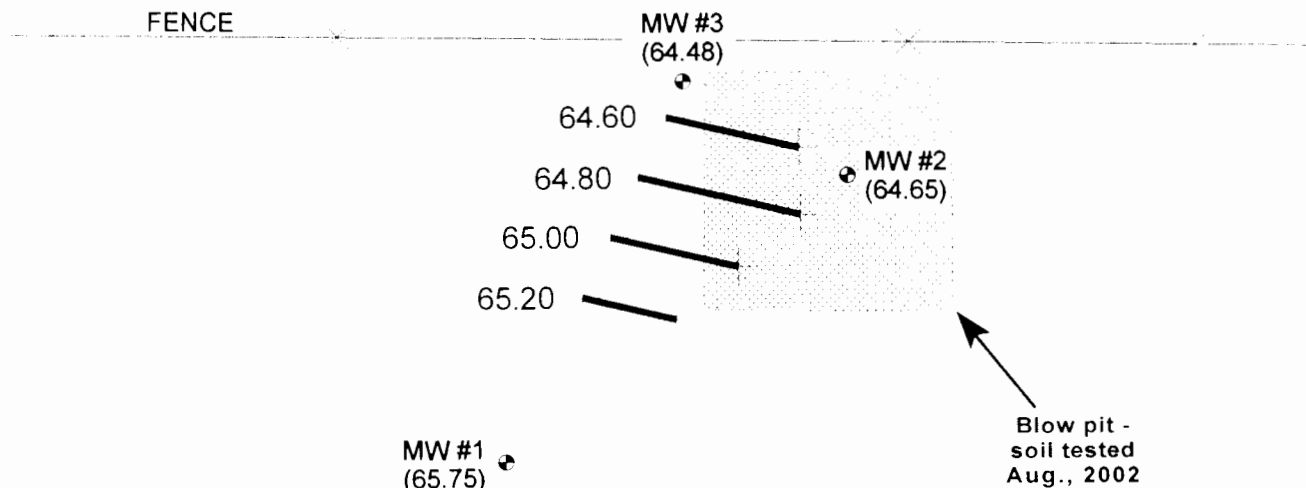 FENCE
MW #3
(64.48)
64.60
64.80
MW #2
(64.65)
65.00
65.20
MW #1
(65.75)
Blow pit -
soil tested
Aug., 2002